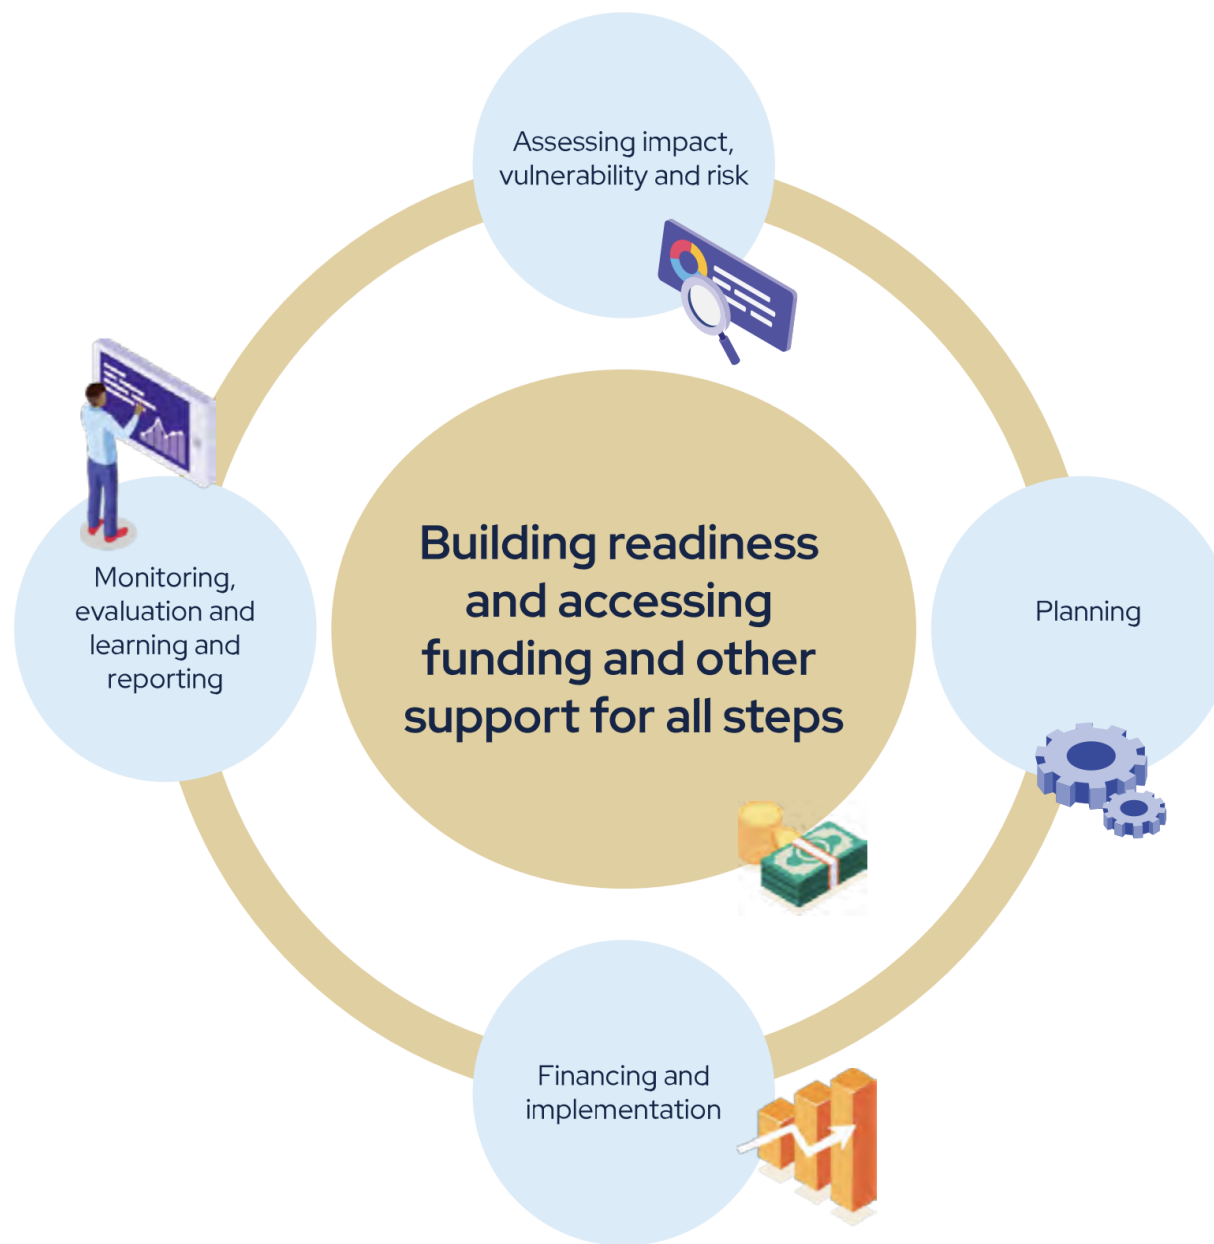 Assessing impact,
vulnerability and risk
Building readiness
and accessing
funding and other
support for all steps
Monitoring,
evaluation and
learning and
reporting
Planning
Financing and
implementation